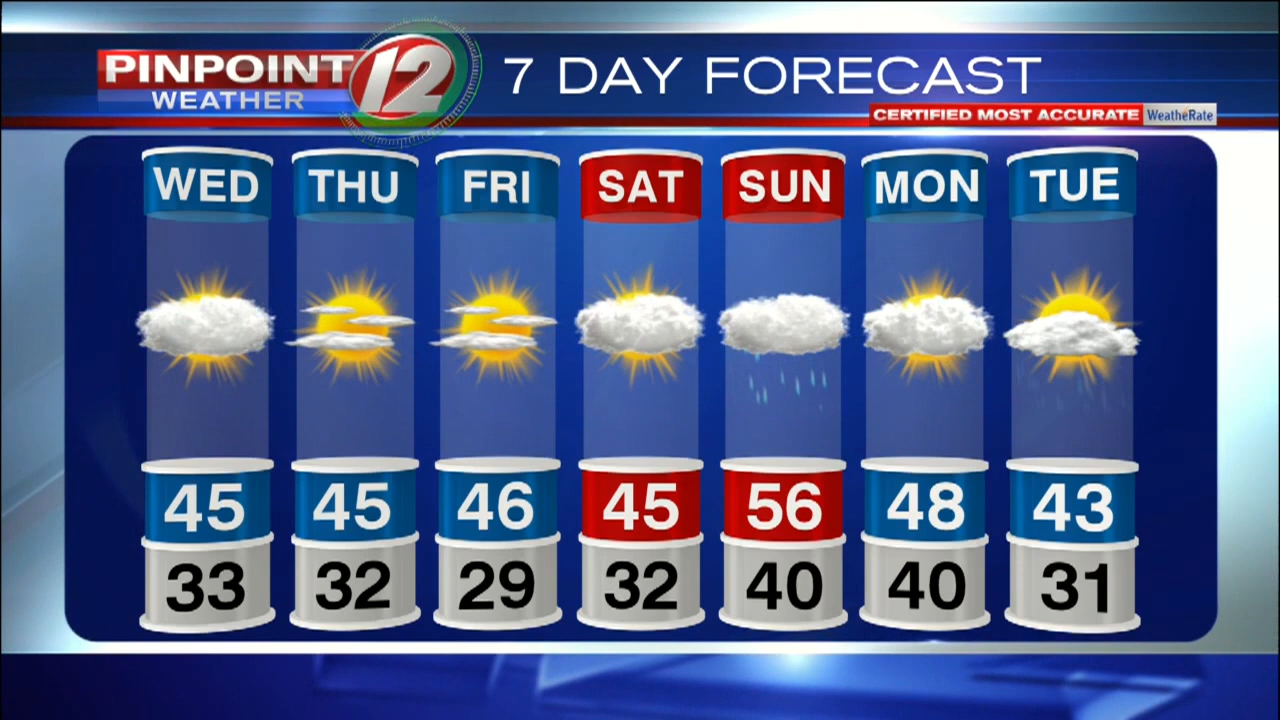 PINPOINT 12
WEATHER
7 DAY FORECAST
CERTIFIED MOST ACCURATE WeatheRate
WED THU FRI SAT SUN MON TUE
45 45 46 45 56 48 43
33 32 29 32 40 40 31